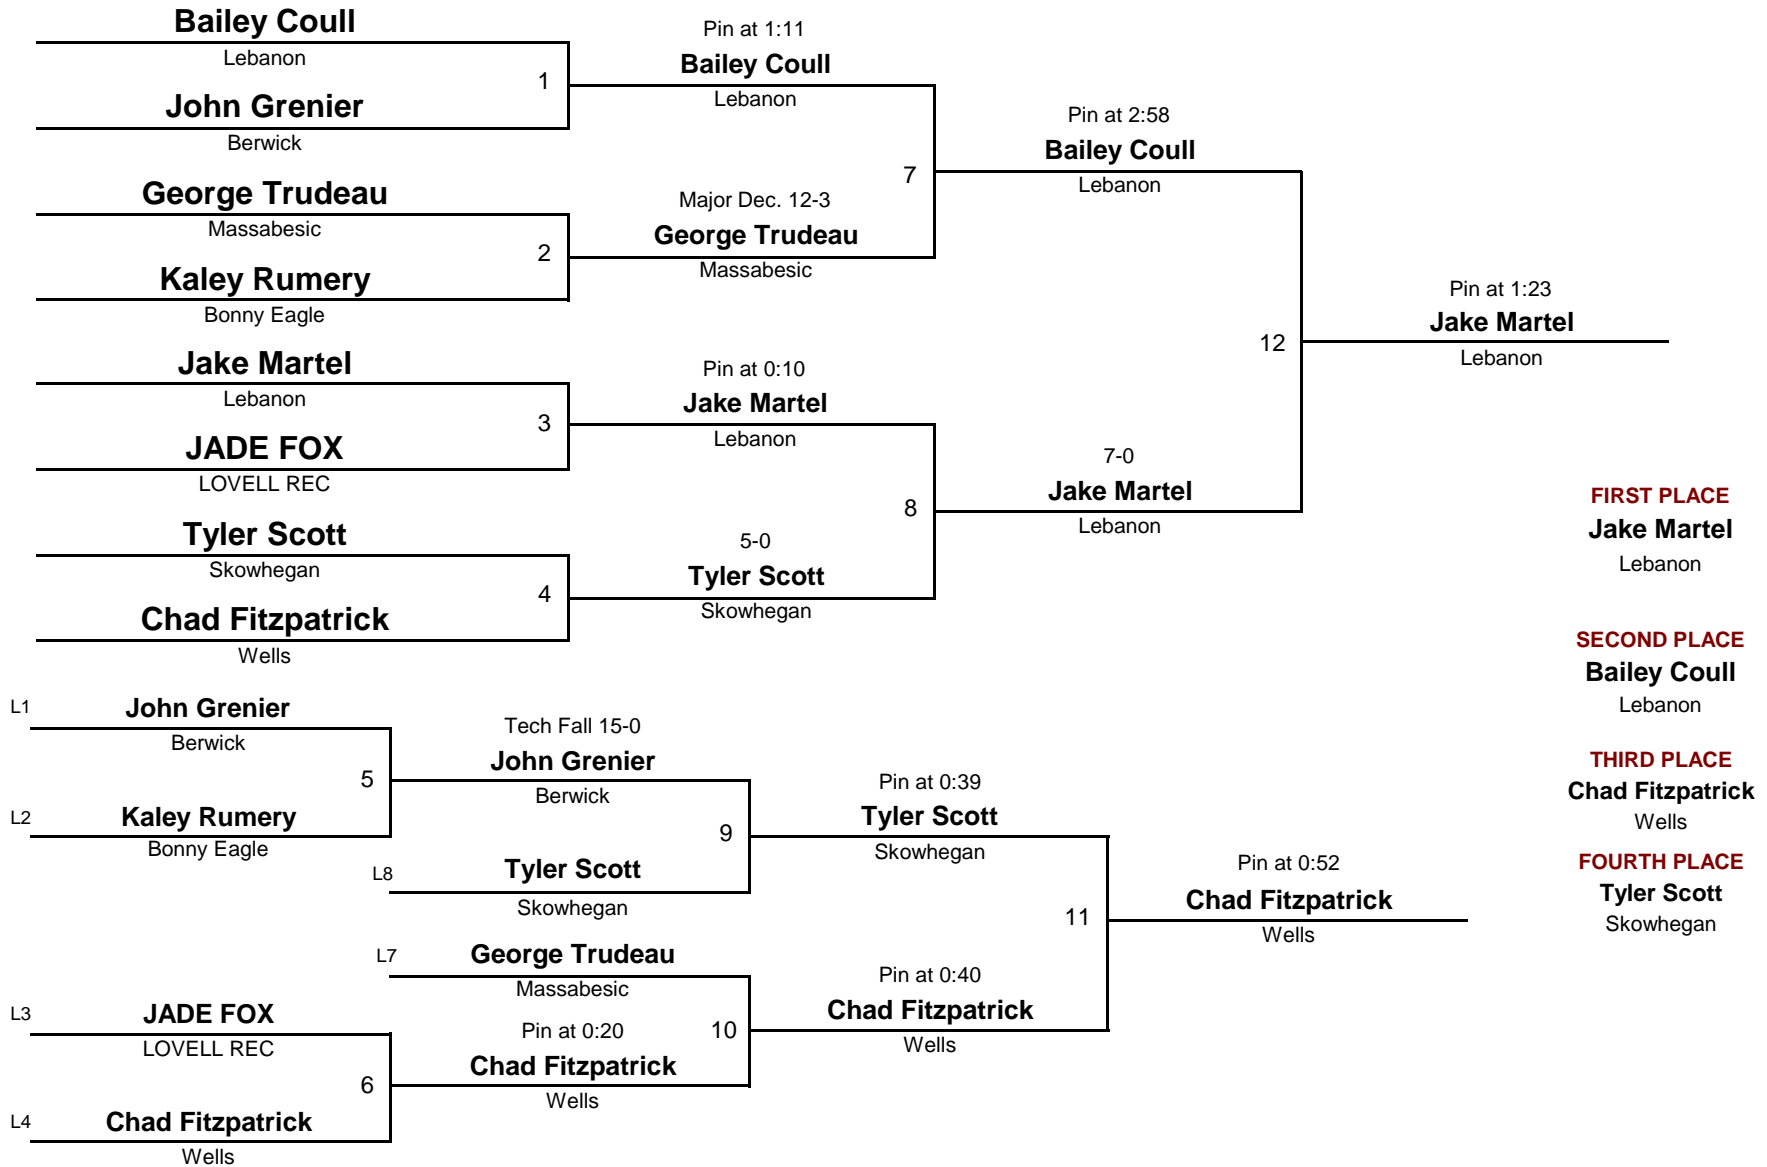 Bailey Coull
Lebanon
1
John Grenier
Berwick
George Trudeau
Massabesic
2
Kaley Rumery
Bonny Eagle
Jake Martel
Lebanon
3
JADE FOX
LOVELL REC
Tyler Scott
Skowhegan
4
Chad Fitzpatrick
Wells
Pin at 1:11
Bailey Coull
Lebanon
7
Major Dec. 12-3
George Trudeau
Massabesic
Pin at 0:10
Jake Martel
Lebanon
8
5-0
Tyler Scott
Skowhegan
Pin at 2:58
Bailey Coull
Lebanon
12
7-0
Jake Martel
Lebanon
Pin at 1:23
Jake Martel
Lebanon
FIRST PLACE
Jake Martel
Lebanon
SECOND PLACE
Bailey Coull
Lebanon
THIRD PLACE
Chad Fitzpatrick
Wells
FOURTH PLACE
Tyler Scott
Skowhegan
L1
John Grenier
Berwick
5
L2
Kaley Rumery
Bonny Eagle
Tech Fall 15-0
John Grenier
Berwick
9
L8
Tyler Scott
Skowhegan
L7
George Trudeau
Massabesic
10
L3
JADE FOX
LOVELL REC
6
L4
Chad Fitzpatrick
Wells
Pin at 0:20
Chad Fitzpatrick
Wells
Pin at 0:39
Tyler Scott
Skowhegan
11
Pin at 0:40
Chad Fitzpatrick
Wells
Pin at 0:52
Chad Fitzpatrick
Wells